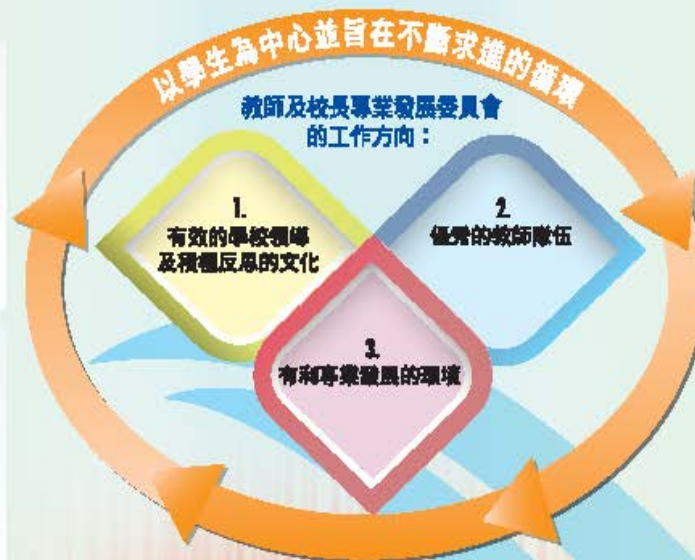 以學生為中心並旨在不斷求進的循環
教師及校長專業發展委員會
的工作方向：
1.
有效的學校領導
及積極反思的文化
2.
優秀的教師隊伍
3.
有利專業發展的環境